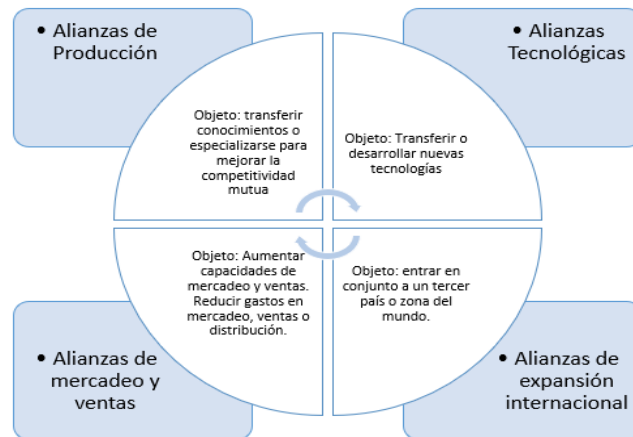 • Alianzas de
Producción
• Alianzas
Tecnológicas
Objeto: transferir
conocimientos o
especializarse para
mejorar la
competitividad
mutua
Objeto: Transferir o
desarrollar nuevas
tecnologías
Objeto: Aumentar
capacidades de
mercadeo y ventas.
Reducir gastos en
mercadeo, ventas o
distribución.
Objeto: entrar en
conjunto a un tercer
país o zona del
mundo.
• Alianzas de
mercadeo y
ventas
• Alianzas de
expansión
internacional